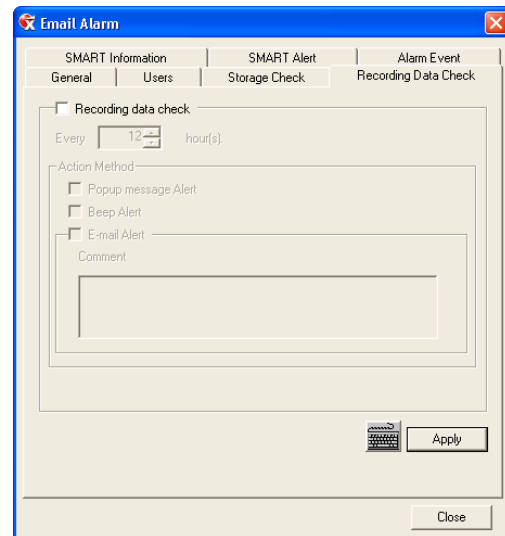 Email Alarm
SMART Information SMART Alert Alarm Event
General Users Storage Check Recording Data Check
Recording data check
Every 12 hour(s).
Action Method
Popup message Alert
Beep Alert
E-mail Alert
Comment
Apply
Close